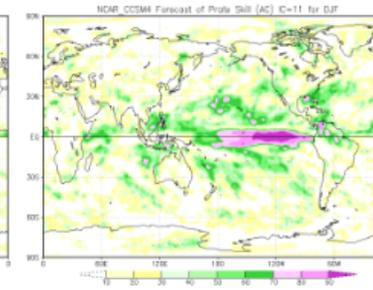 NCAR_CCSM4 Forecast of Prate Skill (AC) IC=11 for DJF
90N
60N
30N
EQ
30S
60S
90S
0 60E 120E 180 120W 60W
10 20 30 40 50 60 70 80 90